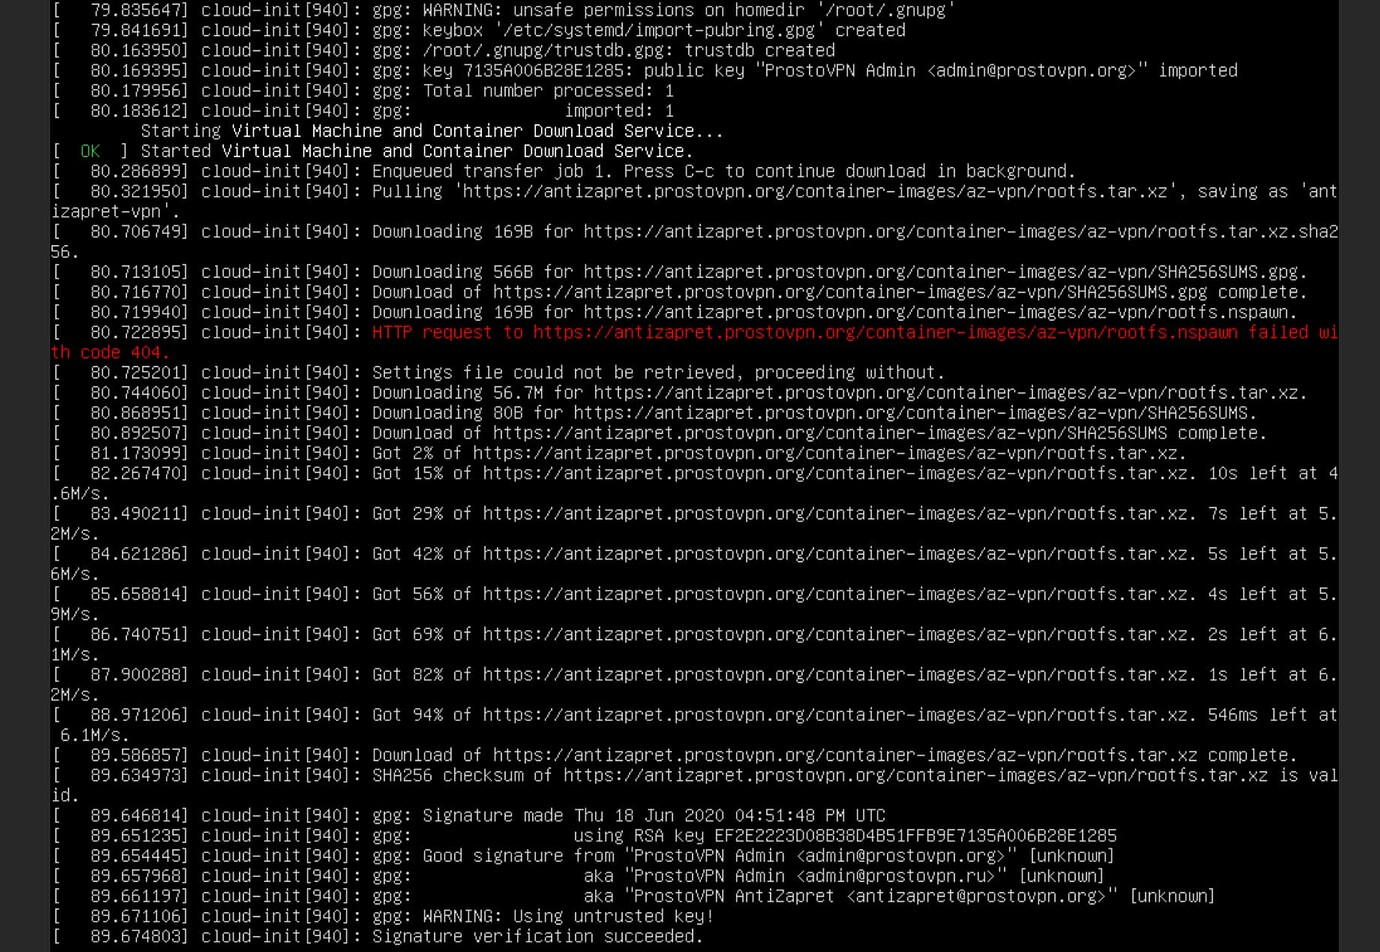 [   79.835647] cloud-init[940]: gpg: WARNING: unsafe permissions on homedir '/root/.gnupg'
[   79.841691] cloud-init[940]: gpg: keybox '/etc/systemd/import-pubring.gpg' created
[   80.163950] cloud-init[940]: gpg: /root/.gnupg/trustdb.gpg: trustdb created
[   80.169395] cloud-init[940]: gpg: key 7135A006B28E1285: public key "ProstoVPN Admin <admin@prostovpn.org>" imported
[   80.179956] cloud-init[940]: gpg: Total number processed: 1
[   80.183612] cloud-init[940]: gpg:               imported: 1
         Starting Virtual Machine and Container Download Service...
[  OK  ] Started Virtual Machine and Container Download Service.
[   80.286899] cloud-init[940]: Enqueued transfer job 1. Press C-c to continue download in background.
[   80.321950] cloud-init[940]: Pulling 'https://antizapret.prostovpn.org/container-images/az-vpn/rootfs.tar.xz', saving as 'ant
izapret-vpn'.
[   80.706749] cloud-init[940]: Downloading 169B for https://antizapret.prostovpn.org/container-images/az-vpn/rootfs.tar.xz.sha2
56.
[   80.713105] cloud-init[940]: Downloading 566B for https://antizapret.prostovpn.org/container-images/az-vpn/SHA256SUMS.gpg.
[   80.716770] cloud-init[940]: Download of https://antizapret.prostovpn.org/container-images/az-vpn/SHA256SUMS.gpg complete.
[   80.719940] cloud-init[940]: Downloading 169B for https://antizapret.prostovpn.org/container-images/az-vpn/rootfs.nspawn.
[   80.722895] cloud-init[940]: HTTP request to https://antizapret.prostovpn.org/container-images/az-vpn/rootfs.nspawn failed wi
th code 404.
[   80.725201] cloud-init[940]: Settings file could not be retrieved, proceeding without.
[   80.744060] cloud-init[940]: Downloading 56.7M for https://antizapret.prostovpn.org/container-images/az-vpn/rootfs.tar.xz.
[   80.868951] cloud-init[940]: Downloading 80B for https://antizapret.prostovpn.org/container-images/az-vpn/SHA256SUMS.
[   80.892507] cloud-init[940]: Download of https://antizapret.prostovpn.org/container-images/az-vpn/SHA256SUMS complete.
[   81.173099] cloud-init[940]: Got 2% of https://antizapret.prostovpn.org/container-images/az-vpn/rootfs.tar.xz.
[   82.267470] cloud-init[940]: Got 15% of https://antizapret.prostovpn.org/container-images/az-vpn/rootfs.tar.xz. 10s left at 4
.6M/s.
[   83.490211] cloud-init[940]: Got 29% of https://antizapret.prostovpn.org/container-images/az-vpn/rootfs.tar.xz. 7s left at 5.
2M/s.
[   84.621286] cloud-init[940]: Got 42% of https://antizapret.prostovpn.org/container-images/az-vpn/rootfs.tar.xz. 5s left at 5.
6M/s.
[   85.658814] cloud-init[940]: Got 56% of https://antizapret.prostovpn.org/container-images/az-vpn/rootfs.tar.xz. 4s left at 5.
9M/s.
[   86.740751] cloud-init[940]: Got 69% of https://antizapret.prostovpn.org/container-images/az-vpn/rootfs.tar.xz. 2s left at 6.
1M/s.
[   87.900288] cloud-init[940]: Got 82% of https://antizapret.prostovpn.org/container-images/az-vpn/rootfs.tar.xz. 1s left at 6.
2M/s.
[   88.971206] cloud-init[940]: Got 94% of https://antizapret.prostovpn.org/container-images/az-vpn/rootfs.tar.xz. 546ms left at
 6.1M/s.
[   89.586857] cloud-init[940]: Download of https://antizapret.prostovpn.org/container-images/az-vpn/rootfs.tar.xz complete.
[   89.634973] cloud-init[940]: SHA256 checksum of https://antizapret.prostovpn.org/container-images/az-vpn/rootfs.tar.xz is val
id.
[   89.646814] cloud-init[940]: gpg: Signature made Thu 18 Jun 2020 04:51:48 PM UTC
[   89.651235] cloud-init[940]: gpg:                using RSA key EF2E2223D08B38D4B51FFB9E7135A006B28E1285
[   89.654445] cloud-init[940]: gpg: Good signature from "ProstoVPN Admin <admin@prostovpn.org>" [unknown]
[   89.657968] cloud-init[940]: gpg:                 aka "ProstoVPN Admin <admin@prostovpn.ru>" [unknown]
[   89.661197] cloud-init[940]: gpg:                 aka "ProstoVPN AntiZapret <antizapret@prostovpn.org>" [unknown]
[   89.671106] cloud-init[940]: gpg: WARNING: Using untrusted key!
[   89.674803] cloud-init[940]: Signature verification succeeded.